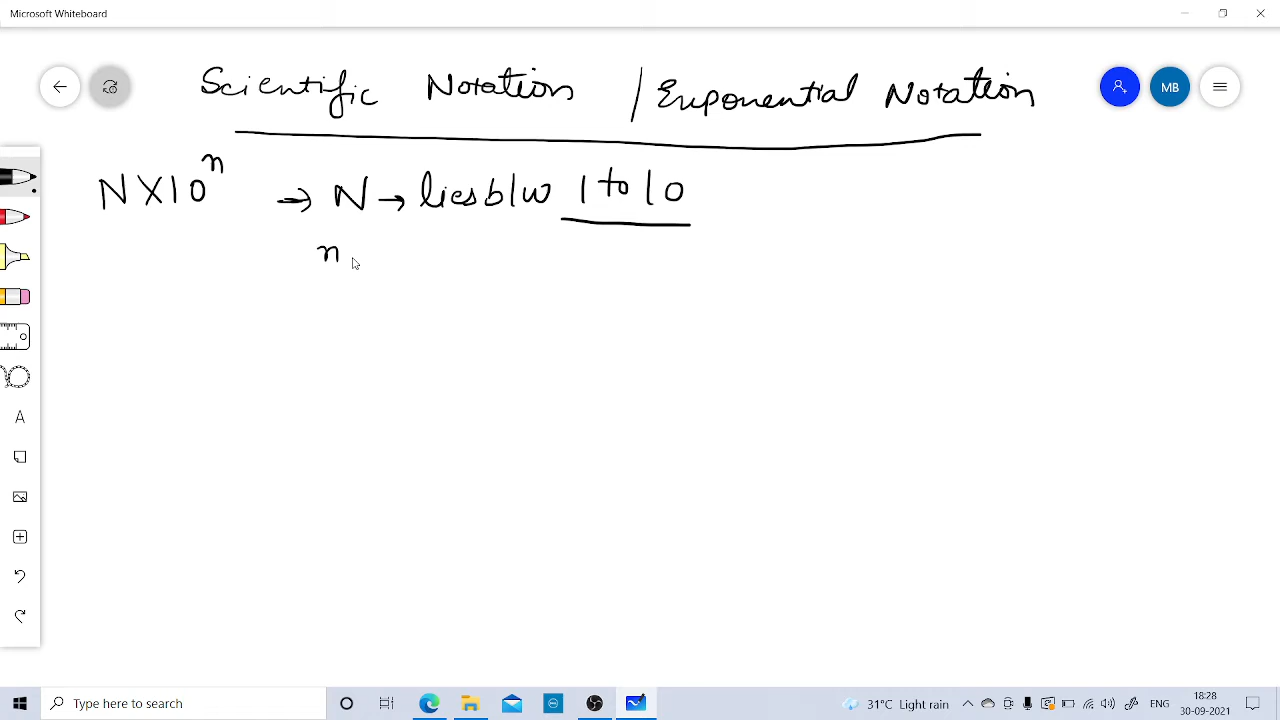 Microsoft Whiteboard
Scientific Notation / Exponential Notation
MB
N X 10^n → N → lies b/w 1 to 10
n
A
Type here to search
31°C Light rain
ENG
18:28
30-09-2021